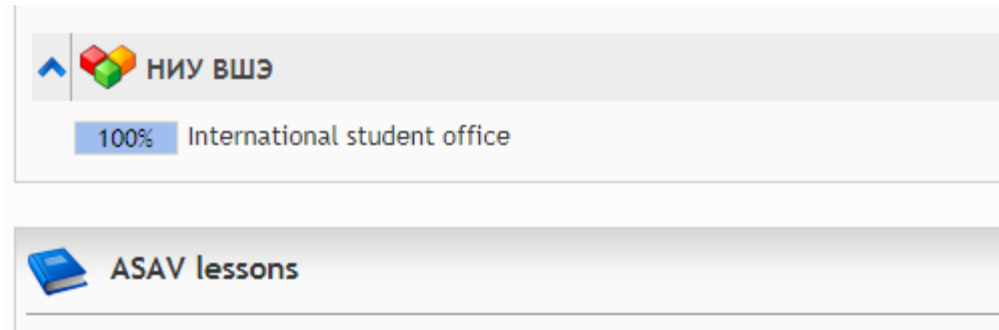 НИУ ВШЭ
100% International student office
ASAV lessons